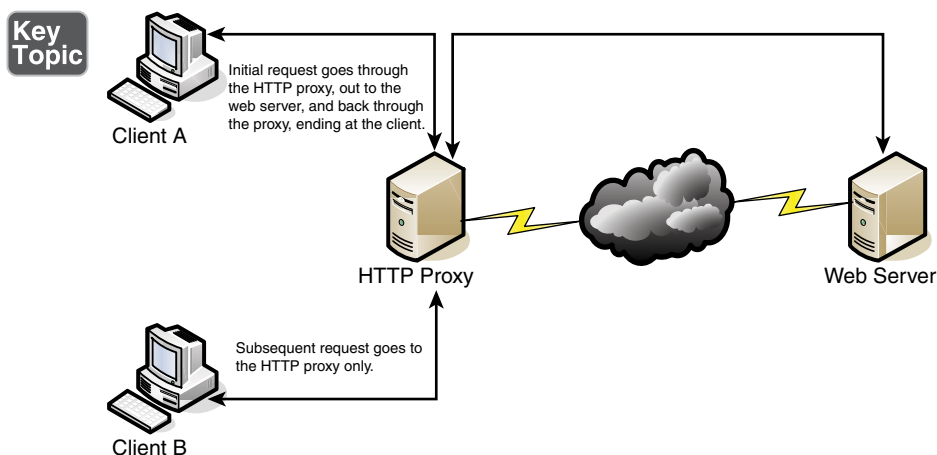 Key
Topic
Initial request goes through
the HTTP proxy, out to the
web server, and back through
the proxy, ending at the client.
Client A
HTTP Proxy
Web Server
Subsequent request goes to
the HTTP proxy only.
Client B